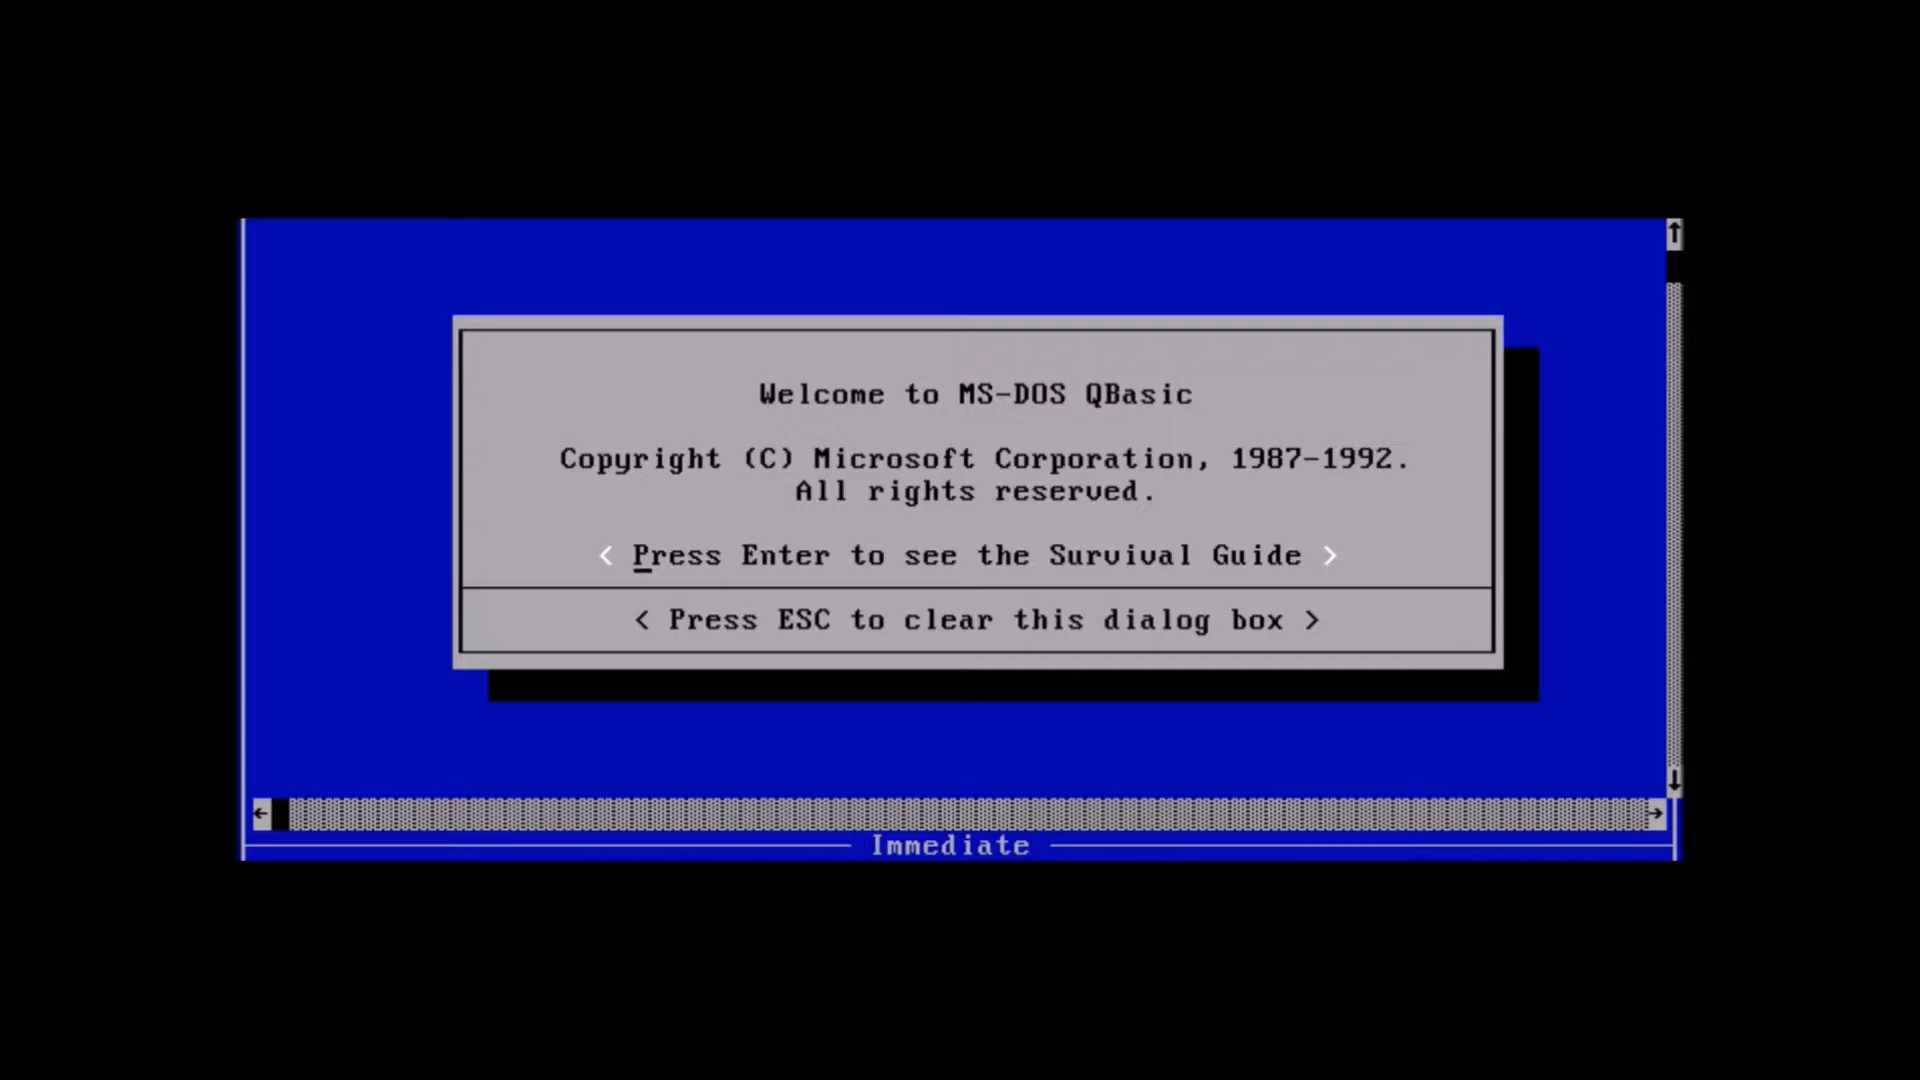 ↑
Welcome to MS-DOS QBasic
Copyright (C) Microsoft Corporation, 1987-1992.
All rights reserved.
< Press Enter to see the Survival Guide >
< Press ESC to clear this dialog box >
↓
← →
Immediate